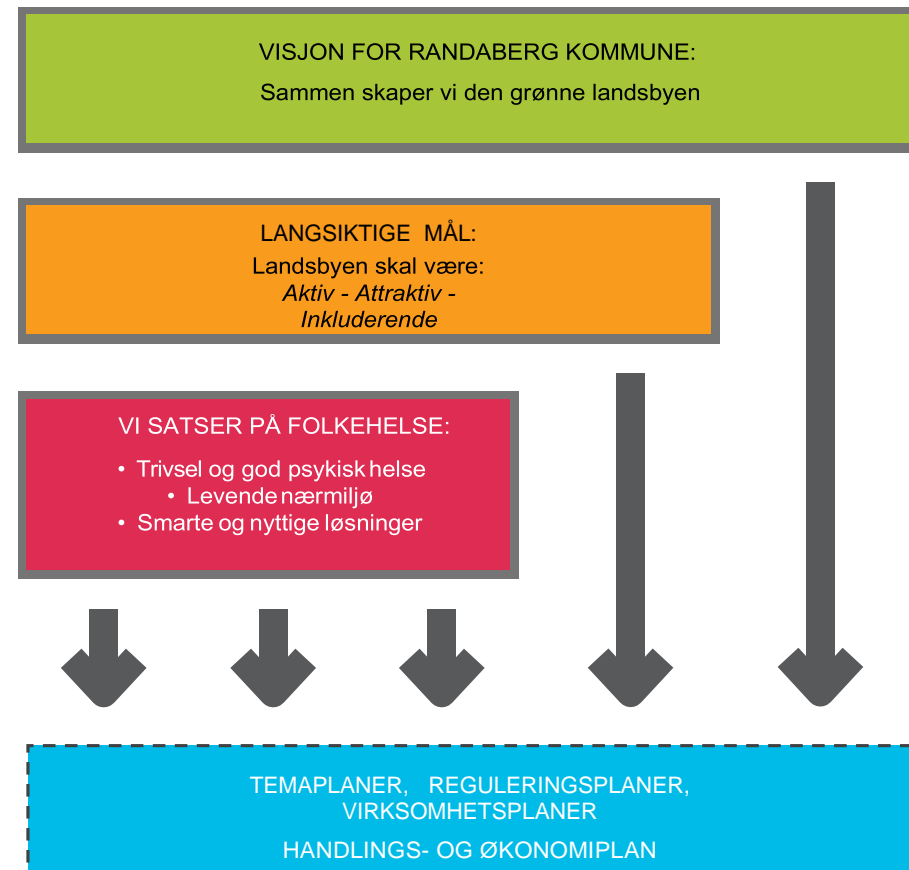 VISJON FOR RANDABERG KOMMUNE:
Sammen skaper vi den grønne landsbyen
LANGSIKTIGE MÅL:
Landsbyen skal være:
Aktiv - Attraktiv -
Inkluderende
VI SATSER PÅ FOLKEHELSE:
• Trivsel og god psykisk helse
• Levende nærmiljø
• Smarte og nyttige løsninger
TEMAPLANER, REGULERINGSPLANER,
VIRKSOMHETSPLANER
HANDLINGS- OG ØKONOMIPLAN